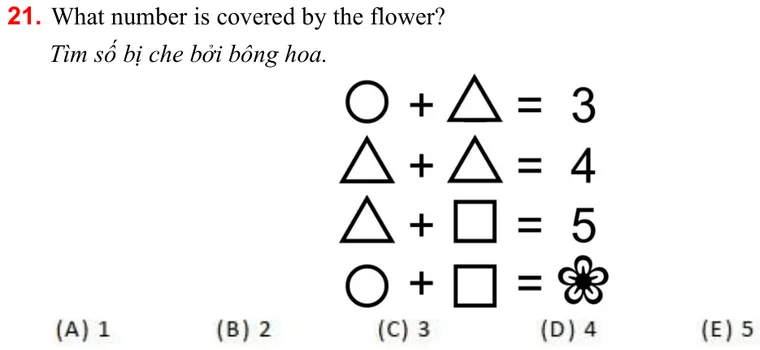 21. What number is covered by the flower?
Tìm số bị che bởi bông hoa.
○ + △ = 3
△ + △ = 4
△ + □ = 5
○ + □ =
(A) 1 (B) 2 (C) 3 (D) 4 (E) 5